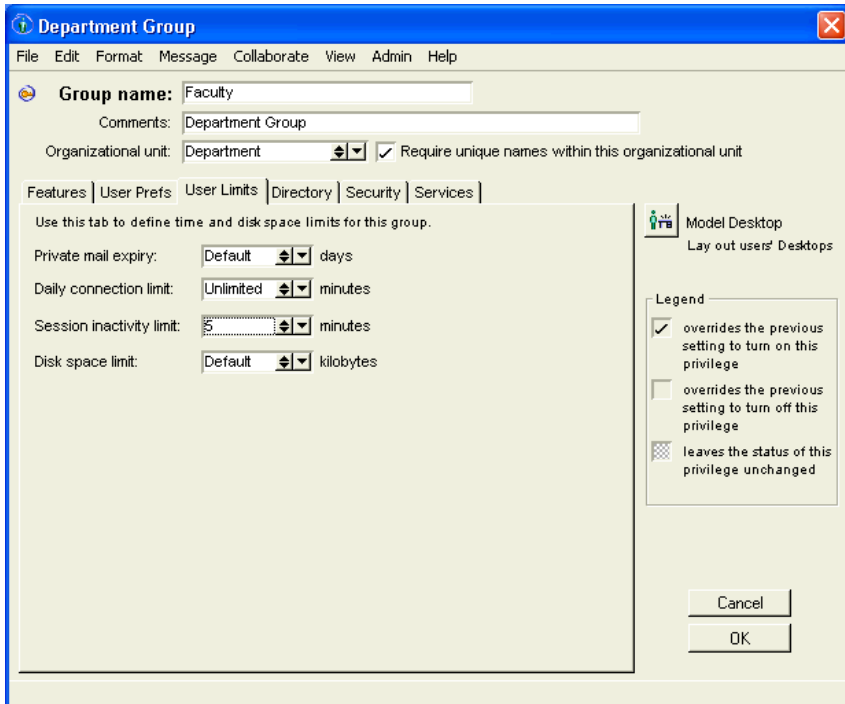 Department Group
File Edit Format Message Collaborate View Admin Help
Group name: Faculty
Comments: Department Group
Organizational unit: Department Require unique names within this organizational unit
Features User Prefs User Limits Directory Security Services
Use this tab to define time and disk space limits for this group.
Private mail expiry: Default days
Daily connection limit: Unlimited minutes
Session inactivity limit: 5 minutes
Disk space limit: Default kilobytes
Model Desktop
Lay out users' Desktops
Legend
overrides the previous
setting to turn on this
privilege
overrides the previous
setting to turn off this
privilege
leaves the status of this
privilege unchanged
Cancel
OK